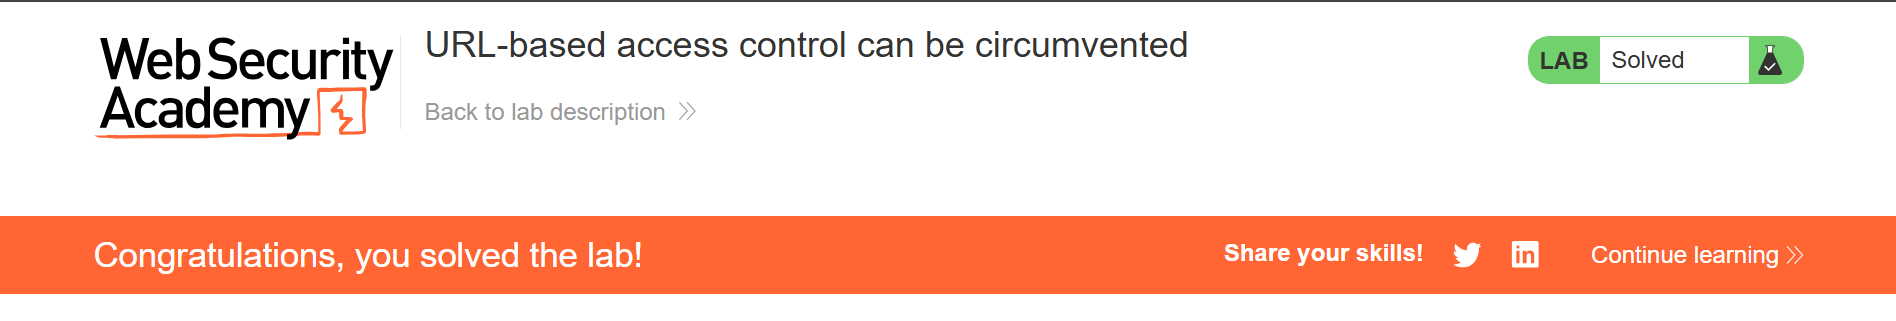 Web Security
Academy
URL-based access control can be circumvented
Back to lab description
LAB Solved
Congratulations, you solved the lab!
Share your skills!
Continue learning